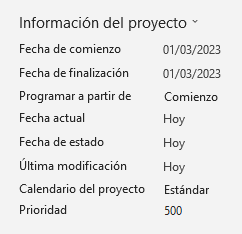 Información del proyecto
Fecha de comienzo 01/03/2023
Fecha de finalización 01/03/2023
Programar a partir de Comienzo
Fecha actual Hoy
Fecha de estado Hoy
Última modificación Hoy
Calendario del proyecto Estándar
Prioridad 500